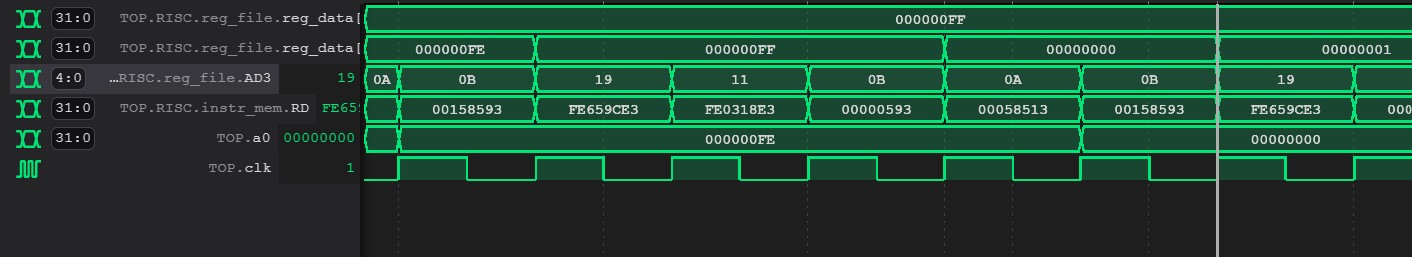 31:0 TOP.RISC.reg_file.reg_data[ 000000FF
31:0 TOP.RISC.reg_file.reg_data[ 000000FE 000000FF 00000000 00000001
4:0 …RISC.reg_file.AD3 19 0A 0B 19 11 0B 0A 0B 19
31:0 TOP.RISC.instr_mem.RD FE65 00158593 FE659CE3 FE0318E3 00000593 00058513 00158593 FE659CE3 000
31:0 TOP.a0 00000000 000000FE 00000000
TOP.clk 1